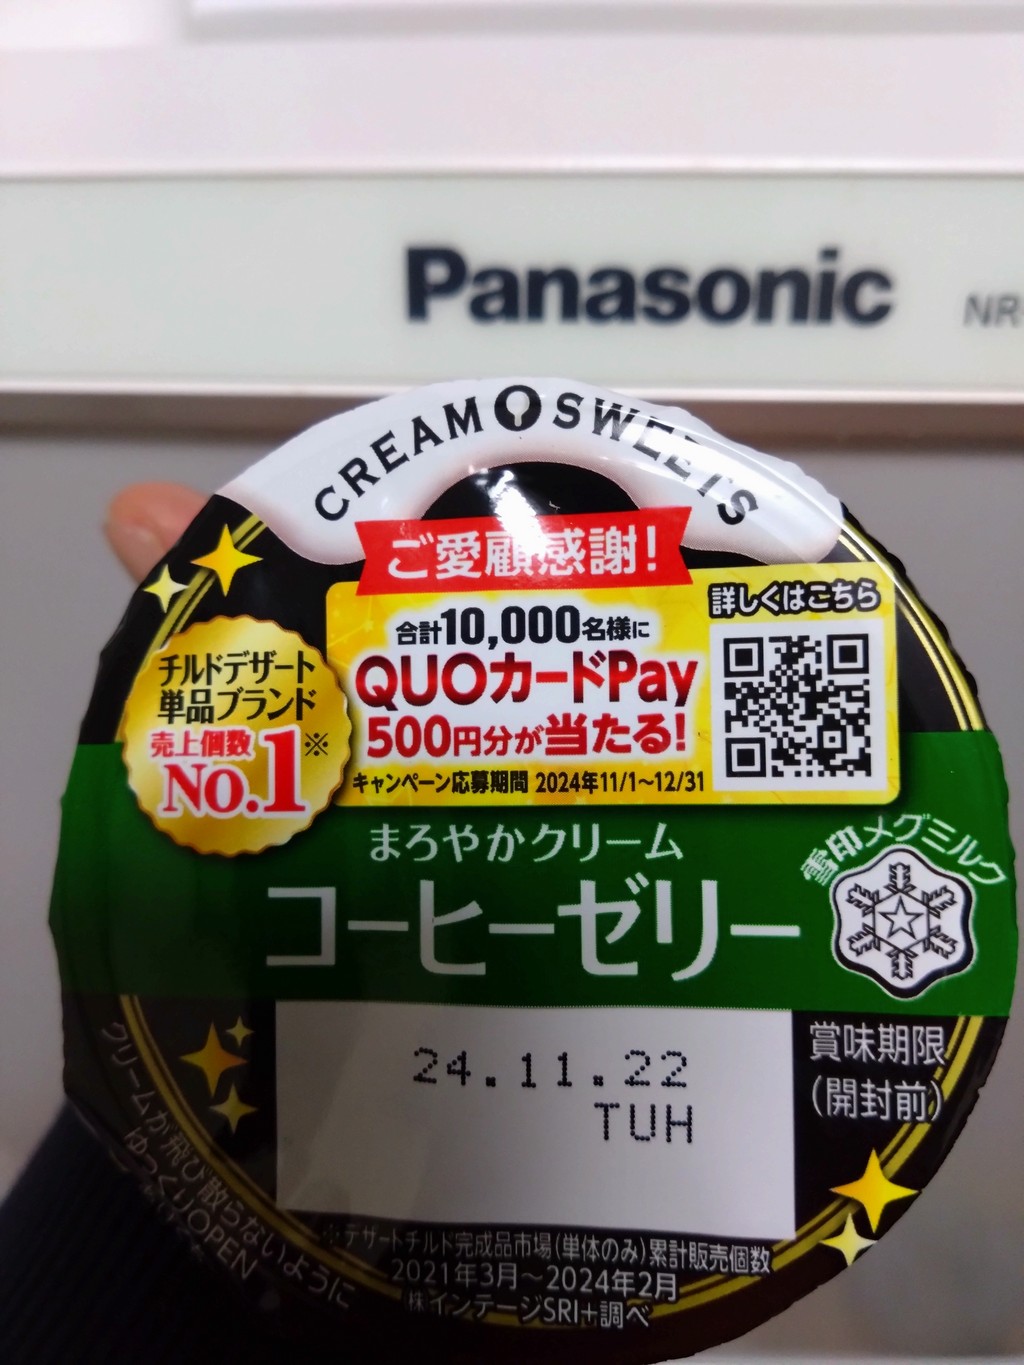 Panasonic
NR-
CREAM SWEETS
ご愛顧感謝!
詳しくはこちら
合計10,000名様に
QUOカードPay
500円分が当たる!
キャンペーン応募期間 2024年11/1~12/31
チルドデザート
単品ブランド
売上個数
No.1※
まろやかクリーム
コーヒーゼリー
雪印メグミルク
24.11.22
TUH
賞味期限
(開封前)
クリームが飛び散らないように
ゆっくりOPEN
※デザートチルド完成品市場(単体のみ)累計販売個数
2021年3月~2024年2月
㈱インテージSRI+調べ